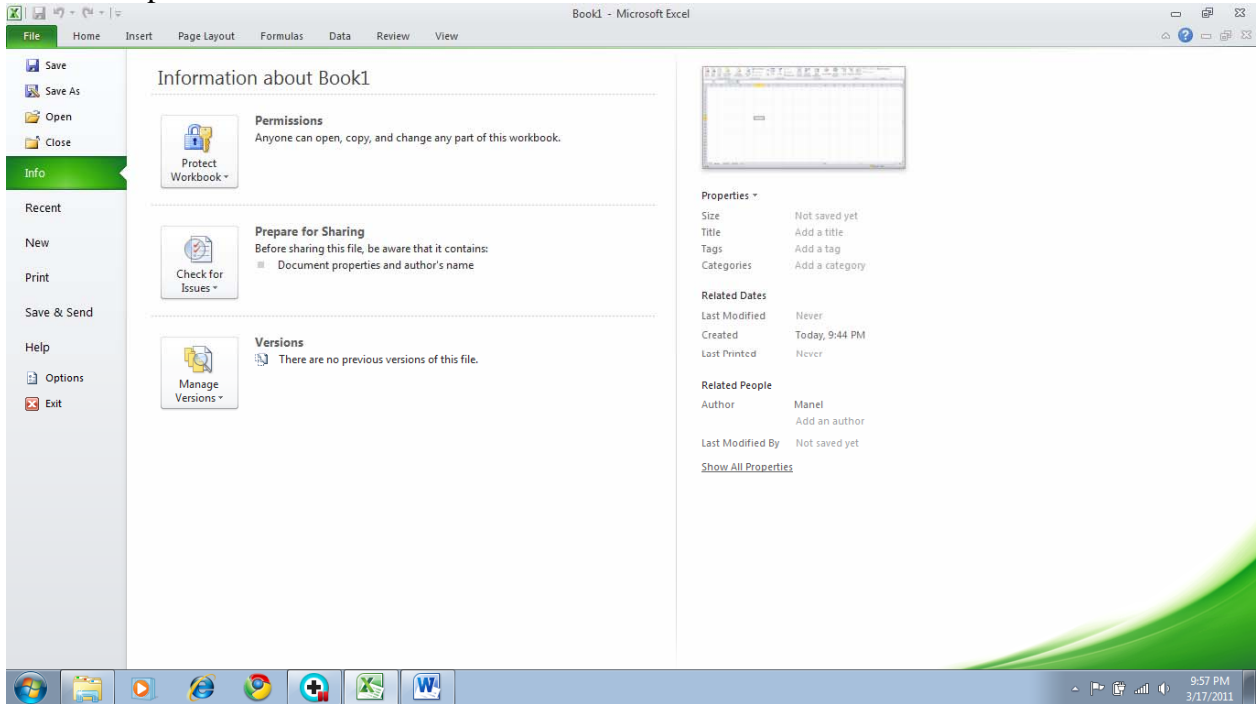 Book1 - Microsoft Excel
File Home Insert Page Layout Formulas Data Review View
Save
Save As
Open
Close
Info
Recent
New
Print
Save & Send
Help
Options
Exit
Information about Book1
Protect
Workbook
Permissions
Anyone can open, copy, and change any part of this workbook.
Check for
Issues
Prepare for Sharing
Before sharing this file, be aware that it contains:
Document properties and author's name
Manage
Versions
Versions
There are no previous versions of this file.
Properties
Size Not saved yet
Title Add a title
Tags Add a tag
Categories Add a category
Related Dates
Last Modified Never
Created Today, 9:44 PM
Last Printed Never
Related People
Author Manel
Add an author
Last Modified By Not saved yet
Show All Properties
9:57 PM
3/17/2011